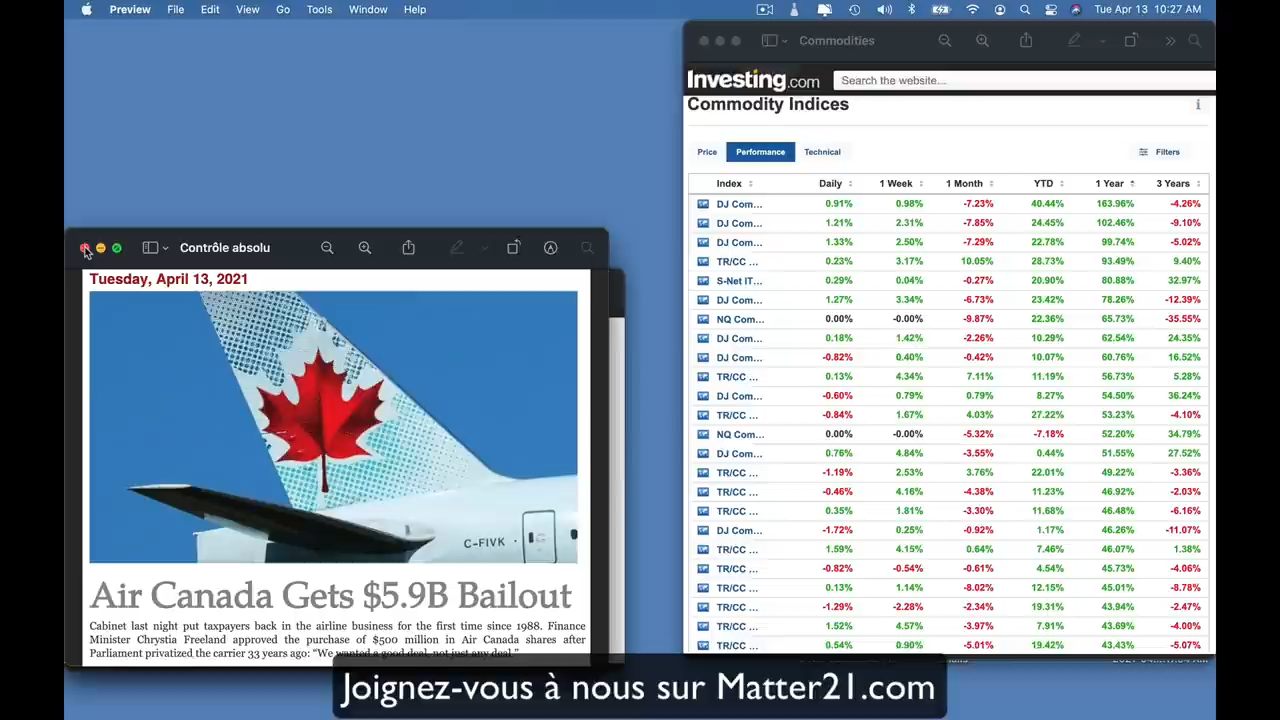 Preview File Edit View Go Tools Window Help Tue Apr 13 10:27 AM
Contrôle absolu
Tuesday, April 13, 2021
C-FIVK
Air Canada Gets $5.9B Bailout
Cabinet last night put taxpayers back in the airline business for the first time since 1988. Finance
Minister Chrystia Freeland approved the purchase of $500 million in Air Canada shares after
Parliament privatized the carrier 33 years ago: “We wanted a good deal, not just any deal.”
Commodities
Investing.com Search the website...
Commodity Indices
Price Performance Technical Filters
Index Daily 1 Week 1 Month YTD 1 Year 3 Years
DJ Com... 0.91% 0.98% -7.23% 40.44% 163.96% -4.26%
DJ Com... 1.21% 2.31% -7.85% 24.45% 102.46% -9.10%
DJ Com... 1.33% 2.50% -7.29% 22.78% 99.74% -5.02%
TR/CC ... 0.23% 3.17% 10.05% 28.73% 93.49% 9.40%
S-Net IT... 0.29% 0.04% -0.27% 20.90% 80.88% 32.97%
DJ Com... 1.27% 3.34% -6.73% 23.42% 78.26% -12.39%
NQ Com... 0.00% -0.00% -9.87% 22.36% 65.73% -35.55%
DJ Com... 0.18% 1.42% -2.26% 10.29% 62.54% 24.35%
DJ Com... -0.82% 0.40% -0.42% 10.07% 60.76% 16.52%
TR/CC ... 0.13% 4.34% 7.11% 11.19% 56.73% 5.28%
DJ Com... -0.60% 0.79% 0.79% 8.27% 54.50% 36.24%
TR/CC ... -0.84% 1.67% 4.03% 27.22% 53.23% -4.10%
NQ Com... 0.00% -0.00% -5.32% -7.18% 52.20% 34.79%
DJ Com... 0.76% 4.84% -3.55% 0.44% 51.55% 27.52%
TR/CC ... -1.19% 2.53% 3.76% 22.01% 49.22% -3.36%
TR/CC ... -0.46% 4.16% -4.38% 11.23% 46.92% -2.03%
TR/CC ... 0.35% 1.81% -3.30% 11.68% 46.48% -6.16%
DJ Com... -1.72% 0.25% -0.92% 1.17% 46.26% -11.07%
TR/CC ... 1.59% 4.15% 0.64% 7.46% 46.07% 1.38%
TR/CC ... -0.82% -0.54% -0.61% 4.54% 45.73% -4.06%
TR/CC ... 0.13% 1.14% -8.02% 12.15% 45.01% -8.78%
TR/CC ... -1.29% -2.28% -2.34% 19.31% 43.94% -2.47%
TR/CC ... 1.52% 4.57% -3.97% 7.91% 43.69% -4.00%
TR/CC ... 0.54% 0.90% -5.01% 19.42% 43.43% -5.07%
Joignez-vous à nous sur Matter21.com